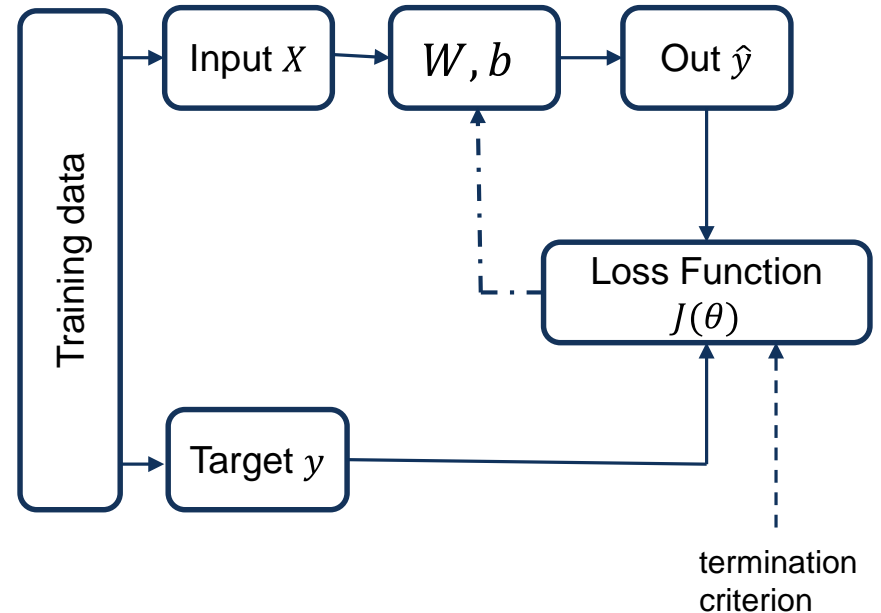 Training data
Input X
W, b
Out ŷ
Loss Function
J(θ)
Target y
termination
criterion